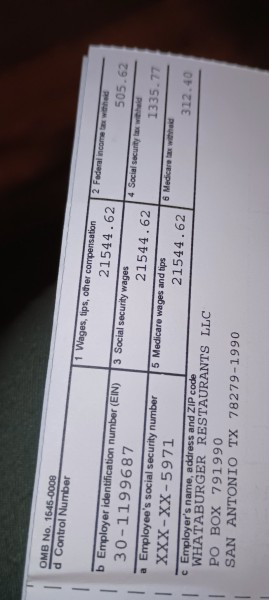 OMB No. 1545-0008
d Control Number
1 Wages, tips, other compensation
21544.62
2 Federal income tax withheld
505.62
b Employer identification number (EIN)
30-1199687
3 Social security wages
21544.62
4 Social security tax withheld
1335.77
a Employee's social security number
XXX-XX-5971
5 Medicare wages and tips
21544.62
6 Medicare tax withheld
312.40
c Employer's name, address and ZIP code
WHATABURGER RESTAURANTS LLC
PO BOX 791990
SAN ANTONIO TX 78279-1990